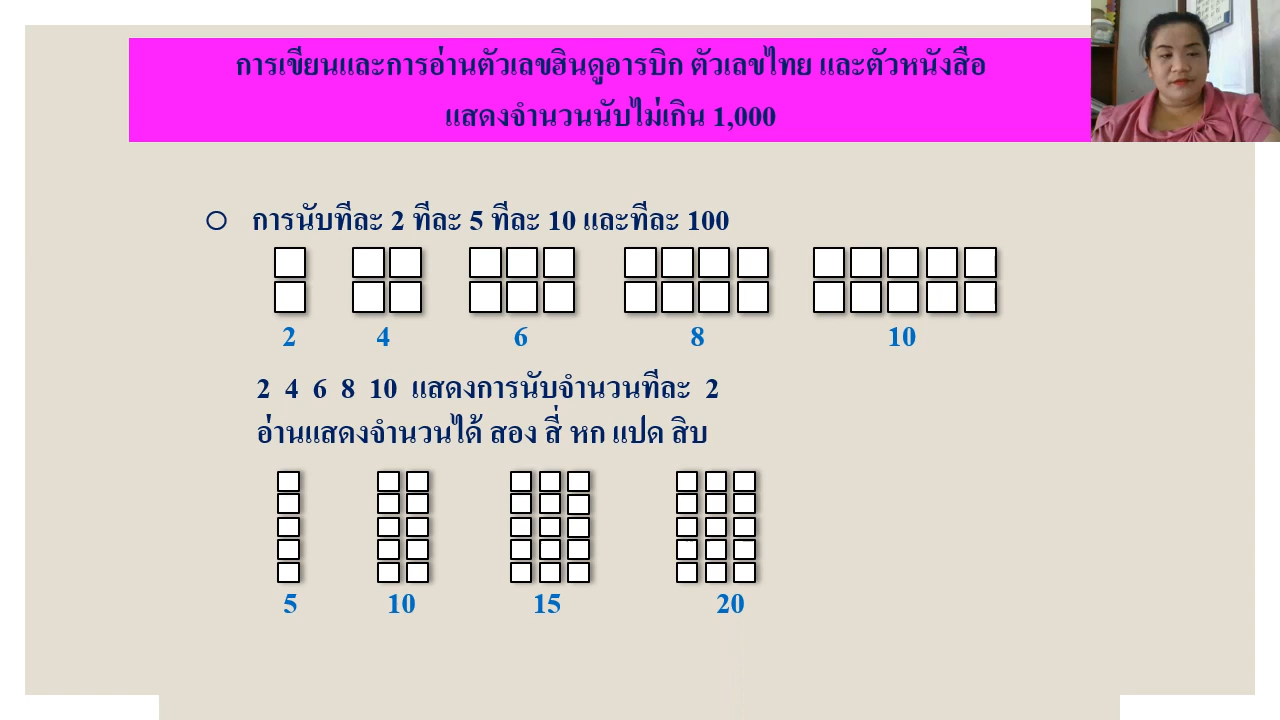 การเขียนและการอ่านตัวเลขฮินดูอารบิก ตัวเลขไทย และตัวหนังสือ
แสดงจำนวนนับไม่เกิน 1,000
การนับทีละ 2 ทีละ 5 ทีละ 10 และทีละ 100
2 4 6 8 10
2 4 6 8 10 แสดงการนับจำนวนทีละ 2
อ่านแสดงจำนวนได้ สอง สี่ หก แปด สิบ
5 10 15 20